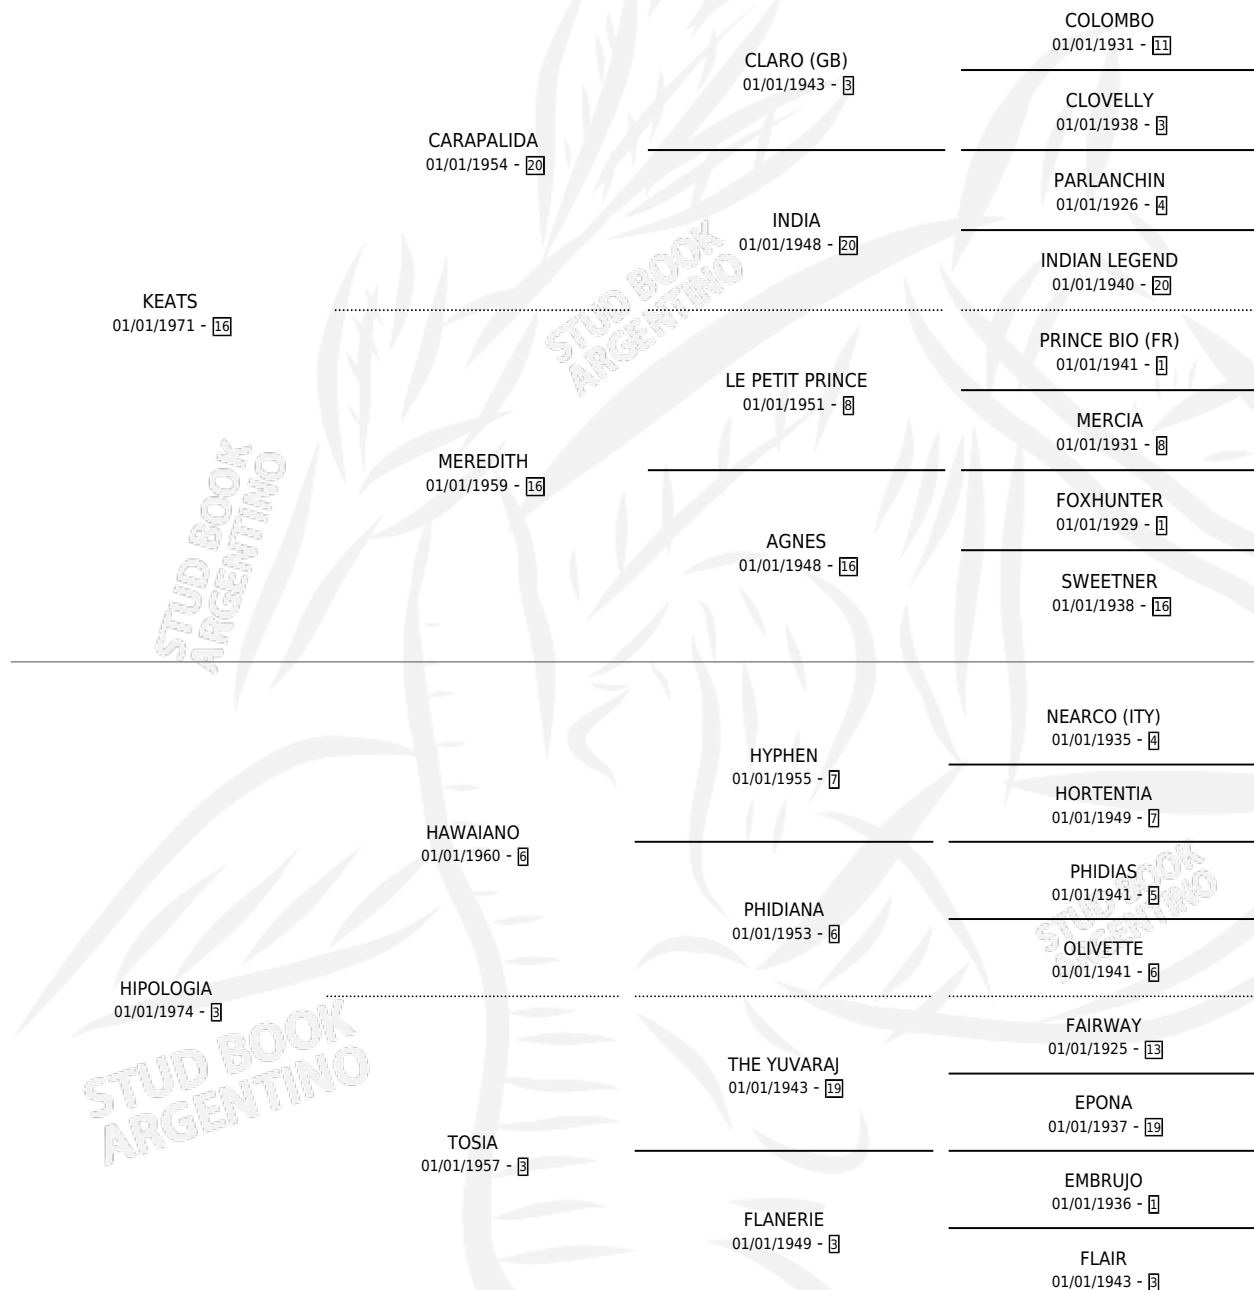 COLOMBO
01/01/1931 - 11
CLARO (GB)
01/01/1943 - 3
CLOVELLY
01/01/1938 - 3
CARAPALIDA
01/01/1954 - 20
PARLANCHIN
01/01/1926 - 4
INDIA
01/01/1948 - 20
INDIAN LEGEND
01/01/1940 - 20
KEATS
01/01/1971 - 16
STUD BOOK
ARGENTINO
PRINCE BIO (FR)
01/01/1941 - 1
LE PETIT PRINCE
01/01/1951 - 8
MERCIA
01/01/1931 - 8
MEREDITH
01/01/1959 - 16
FOXHUNTER
01/01/1929 - 1
AGNES
01/01/1948 - 16
SWEETNER
01/01/1938 - 16
STUD BOOK
ARGENTINO
NEARCO (ITY)
01/01/1935 - 4
HYPHEN
01/01/1955 - 7
HORTENTIA
01/01/1949 - 7
HAWAIANO
01/01/1960 - 6
PHIDIAS
01/01/1941 - 5
PHIDIANA
01/01/1953 - 6
OLIVETTE
01/01/1941 - 6
STUD BOOK
ARGENTINO
HIPOLOGIA
01/01/1974 - 3
FAIRWAY
01/01/1925 - 13
THE YUVARAJ
01/01/1943 - 19
EPONA
01/01/1937 - 19
STUD BOOK
ARGENTINO
TOSIA
01/01/1957 - 3
EMBRUJO
01/01/1936 - 1
FLANERIE
01/01/1949 - 3
FLAIR
01/01/1943 - 3